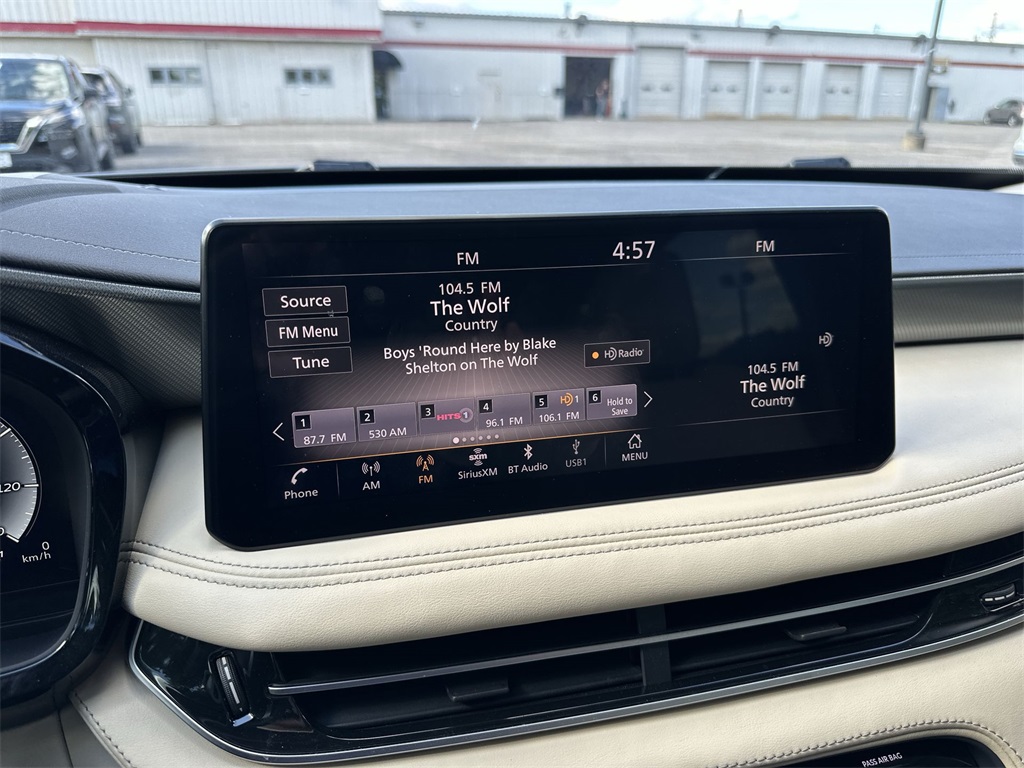 FM
4:57
FM
Source
FM Menu
Tune
104.5 FM
The Wolf
Country
Boys 'Round Here by Blake
Shelton on The Wolf
HD Radio
HD
104.5 FM
The Wolf
Country
1
87.7 FM
2
530 AM
3
HITS 1
4
96.1 FM
5
HD 1
106.1 FM
6
Hold to
Save
Phone
AM
FM
sxm
SiriusXM
BT Audio
USB1
MENU
120
0
km/h
PASS AIR BAG